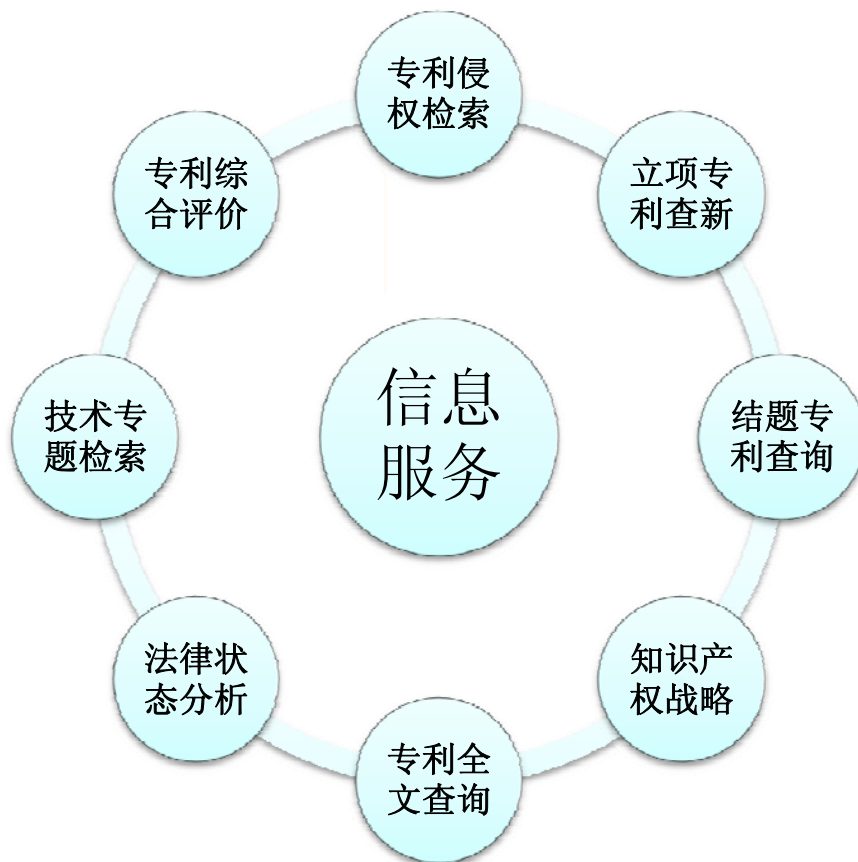 专利侵
权检索
立项专
利查新
结题专
利查询
知识产
权战略
专利全
文查询
法律状
态分析
技术专
题检索
专利综
合评价
信息
服务